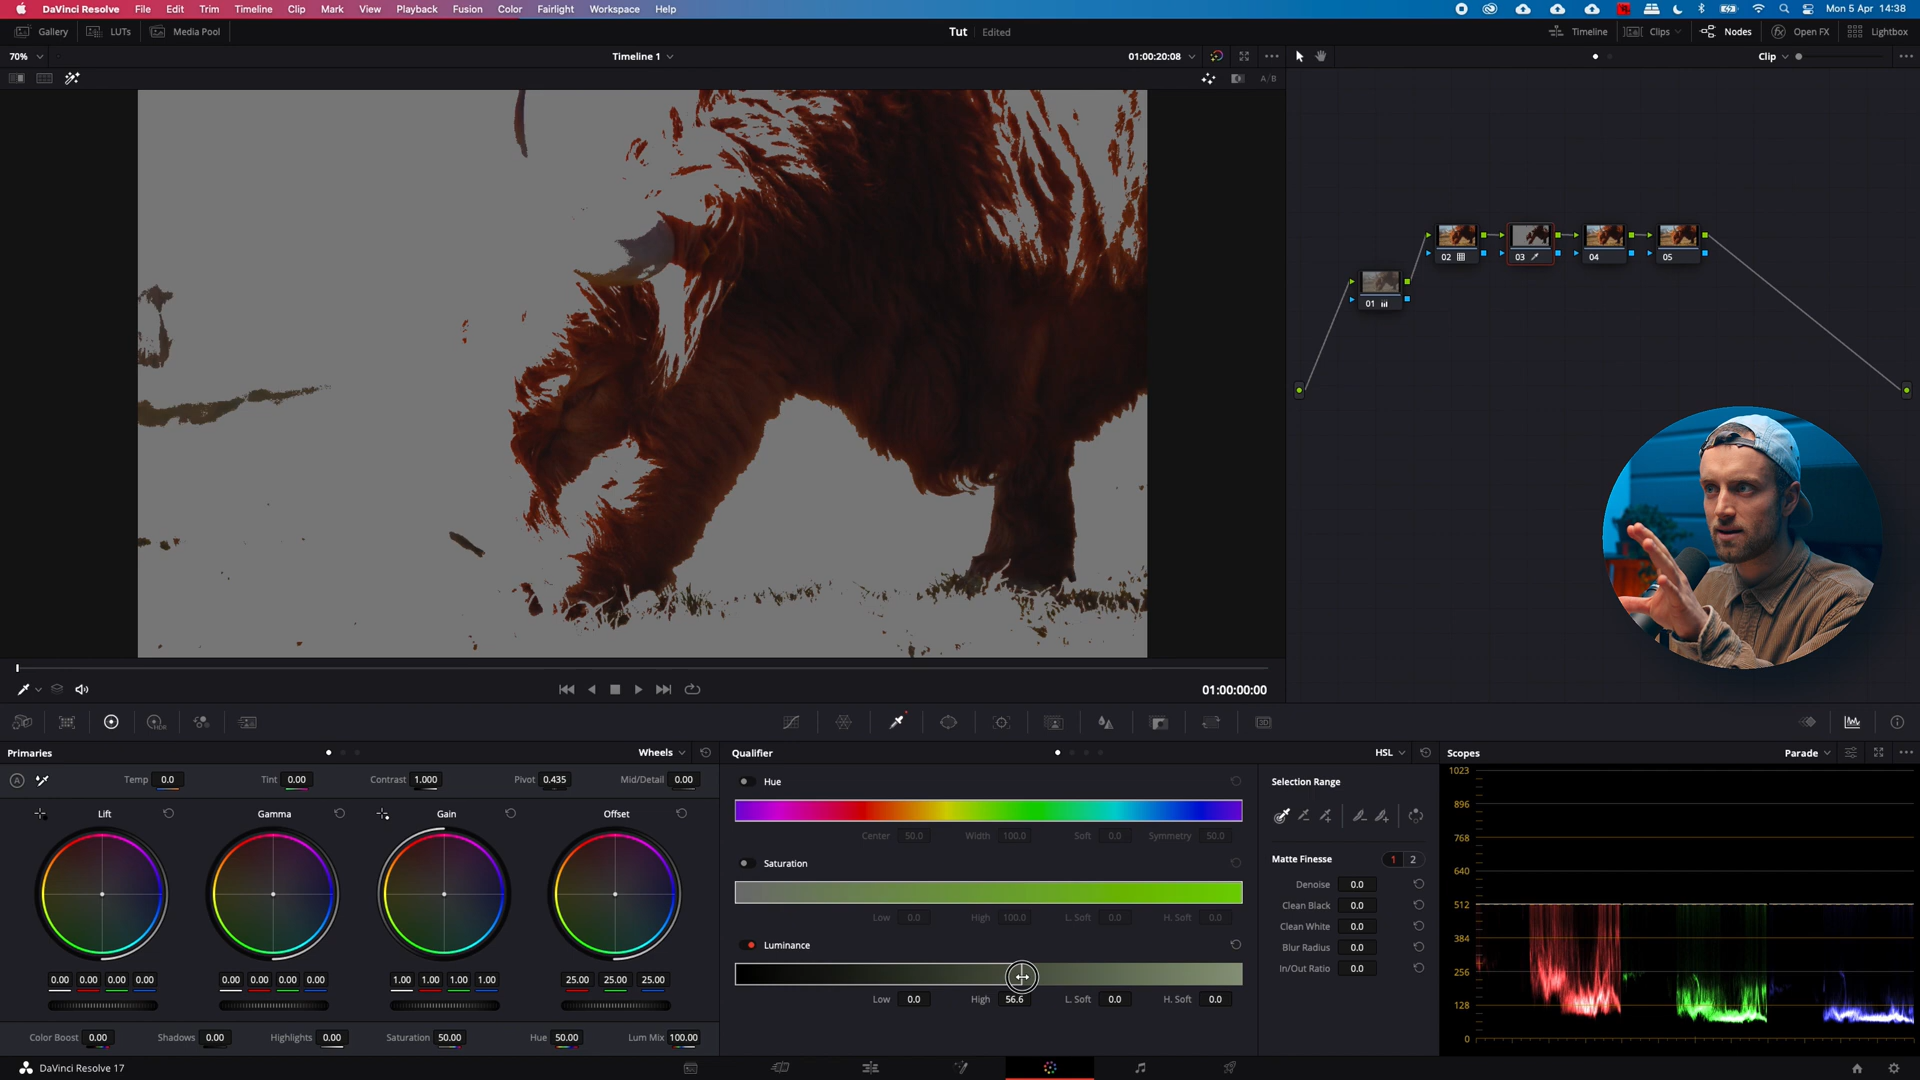 DaVinci Resolve File Edit Trim Timeline Clip Mark View Playback Fusion Color Fairlight Workspace Help Mon 5 Apr 14:38
Gallery LUTs Media Pool Tut Edited Timeline Clips Nodes Open FX Lightbox
70% Timeline 1 01:00:20:08 Clip
A/B
02 03 04 05
01
01:00:00:00
Primaries Wheels Qualifier HSL Scopes Parade
Temp 0.0 Tint 0.00 Contrast 1.000 Pivot 0.435 Mid/Detail 0.00
Lift Gamma Gain Offset
0.00 0.00 0.00 0.00 0.00 0.00 0.00 0.00 1.00 1.00 1.00 1.00 25.00 25.00 25.00
Color Boost 0.00 Shadows 0.00 Highlights 0.00 Saturation 50.00 Hue 50.00 Lum Mix 100.00
Hue
Center 50.0 Width 100.0 Soft 0.0 Symmetry 50.0
Saturation
Low 0.0 High 100.0 L. Soft 0.0 H. Soft 0.0
Luminance
Low 0.0 High 56.6 L. Soft 0.0 H. Soft 0.0
Selection Range
Matte Finesse 1 2
Denoise 0.0
Clean Black 0.0
Clean White 0.0
Blur Radius 0.0
In/Out Ratio 0.0
1023
896
768
640
512
384
256
128
0
DaVinci Resolve 17